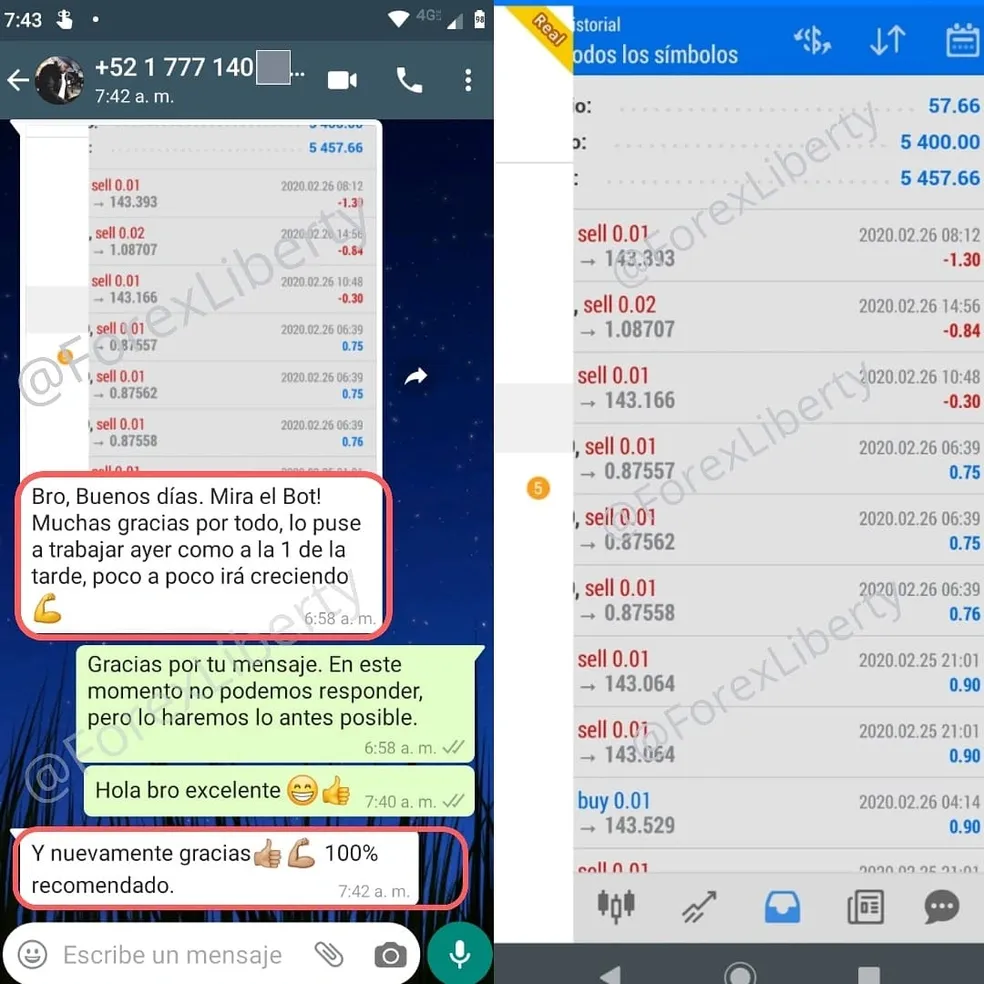 7:43
4G
98
+52 1 777 140
...
7:42 a. m.
5 457.66
sell 0.01
2020.02.26 08:12
→ 143.393
-1.30
, sell 0.02
2020.02.26 14:56
→ 1.08707
-0.84
sell 0.01
2020.02.26 10:48
→ 143.166
-0.30
, sell 0.01
2020.02.26 06:39
→ 0.87557
0.75
, sell 0.01
2020.02.26 06:39
→ 0.87562
0.75
, sell 0.01
2020.02.26 06:39
→ 0.87558
0.76
Bro, Buenos días. Mira el Bot!
Muchas gracias por todo, lo puse
a trabajar ayer como a la 1 de la
tarde, poco a poco irá creciendo
💪
6:58 a. m.
Gracias por tu mensaje. En este
momento no podemos responder,
pero lo haremos lo antes posible.
6:58 a. m.
Hola bro excelente 😁👍
7:40 a. m.
Y nuevamente gracias👍🏼💪🏼 100%
recomendado.
7:42 a. m.
Escribe un mensaje
@ForexLiberty
@ForexLiberty
Real
istorial
odos los símbolos
io:
57.66
o:
5 400.00
:
5 457.66
sell 0.01
2020.02.26 08:12
→ 143.393
-1.30
, sell 0.02
2020.02.26 14:56
→ 1.08707
-0.84
sell 0.01
2020.02.26 10:48
→ 143.166
-0.30
), sell 0.01
2020.02.26 06:39
→ 0.87557
0.75
5
), sell 0.01
2020.02.26 06:39
→ 0.87562
0.75
), sell 0.01
2020.02.26 06:39
→ 0.87558
0.76
sell 0.01
2020.02.25 21:01
→ 143.064
0.90
sell 0.01
2020.02.25 21:01
→ 143.064
0.90
buy 0.01
2020.02.26 04:14
→ 143.529
0.90
sell 0.01
@ForexLiberty
@ForexLiberty
@ForexLiberty